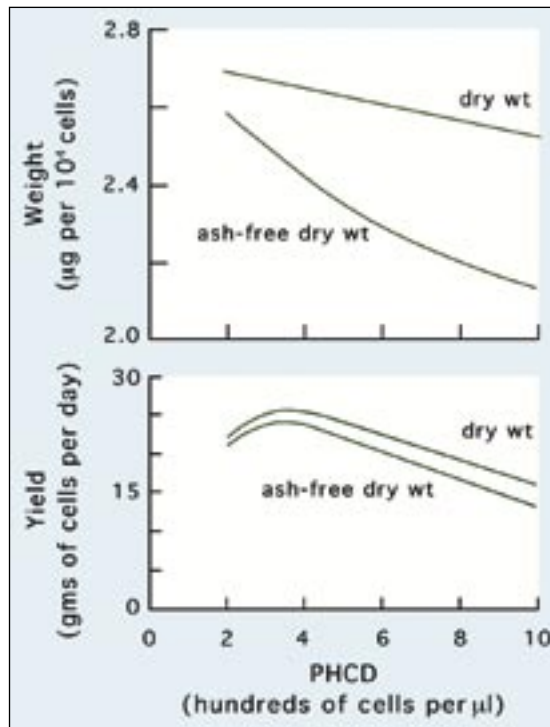 2.8
2.4
2.0
Weight
(μg per 10⁴ cells)
dry wt
ash-free dry wt
30
15
0
Yield
(gms of cells per day)
dry wt
ash-free dry wt
0 2 4 6 8 10
PHCD
(hundreds of cells per μl)